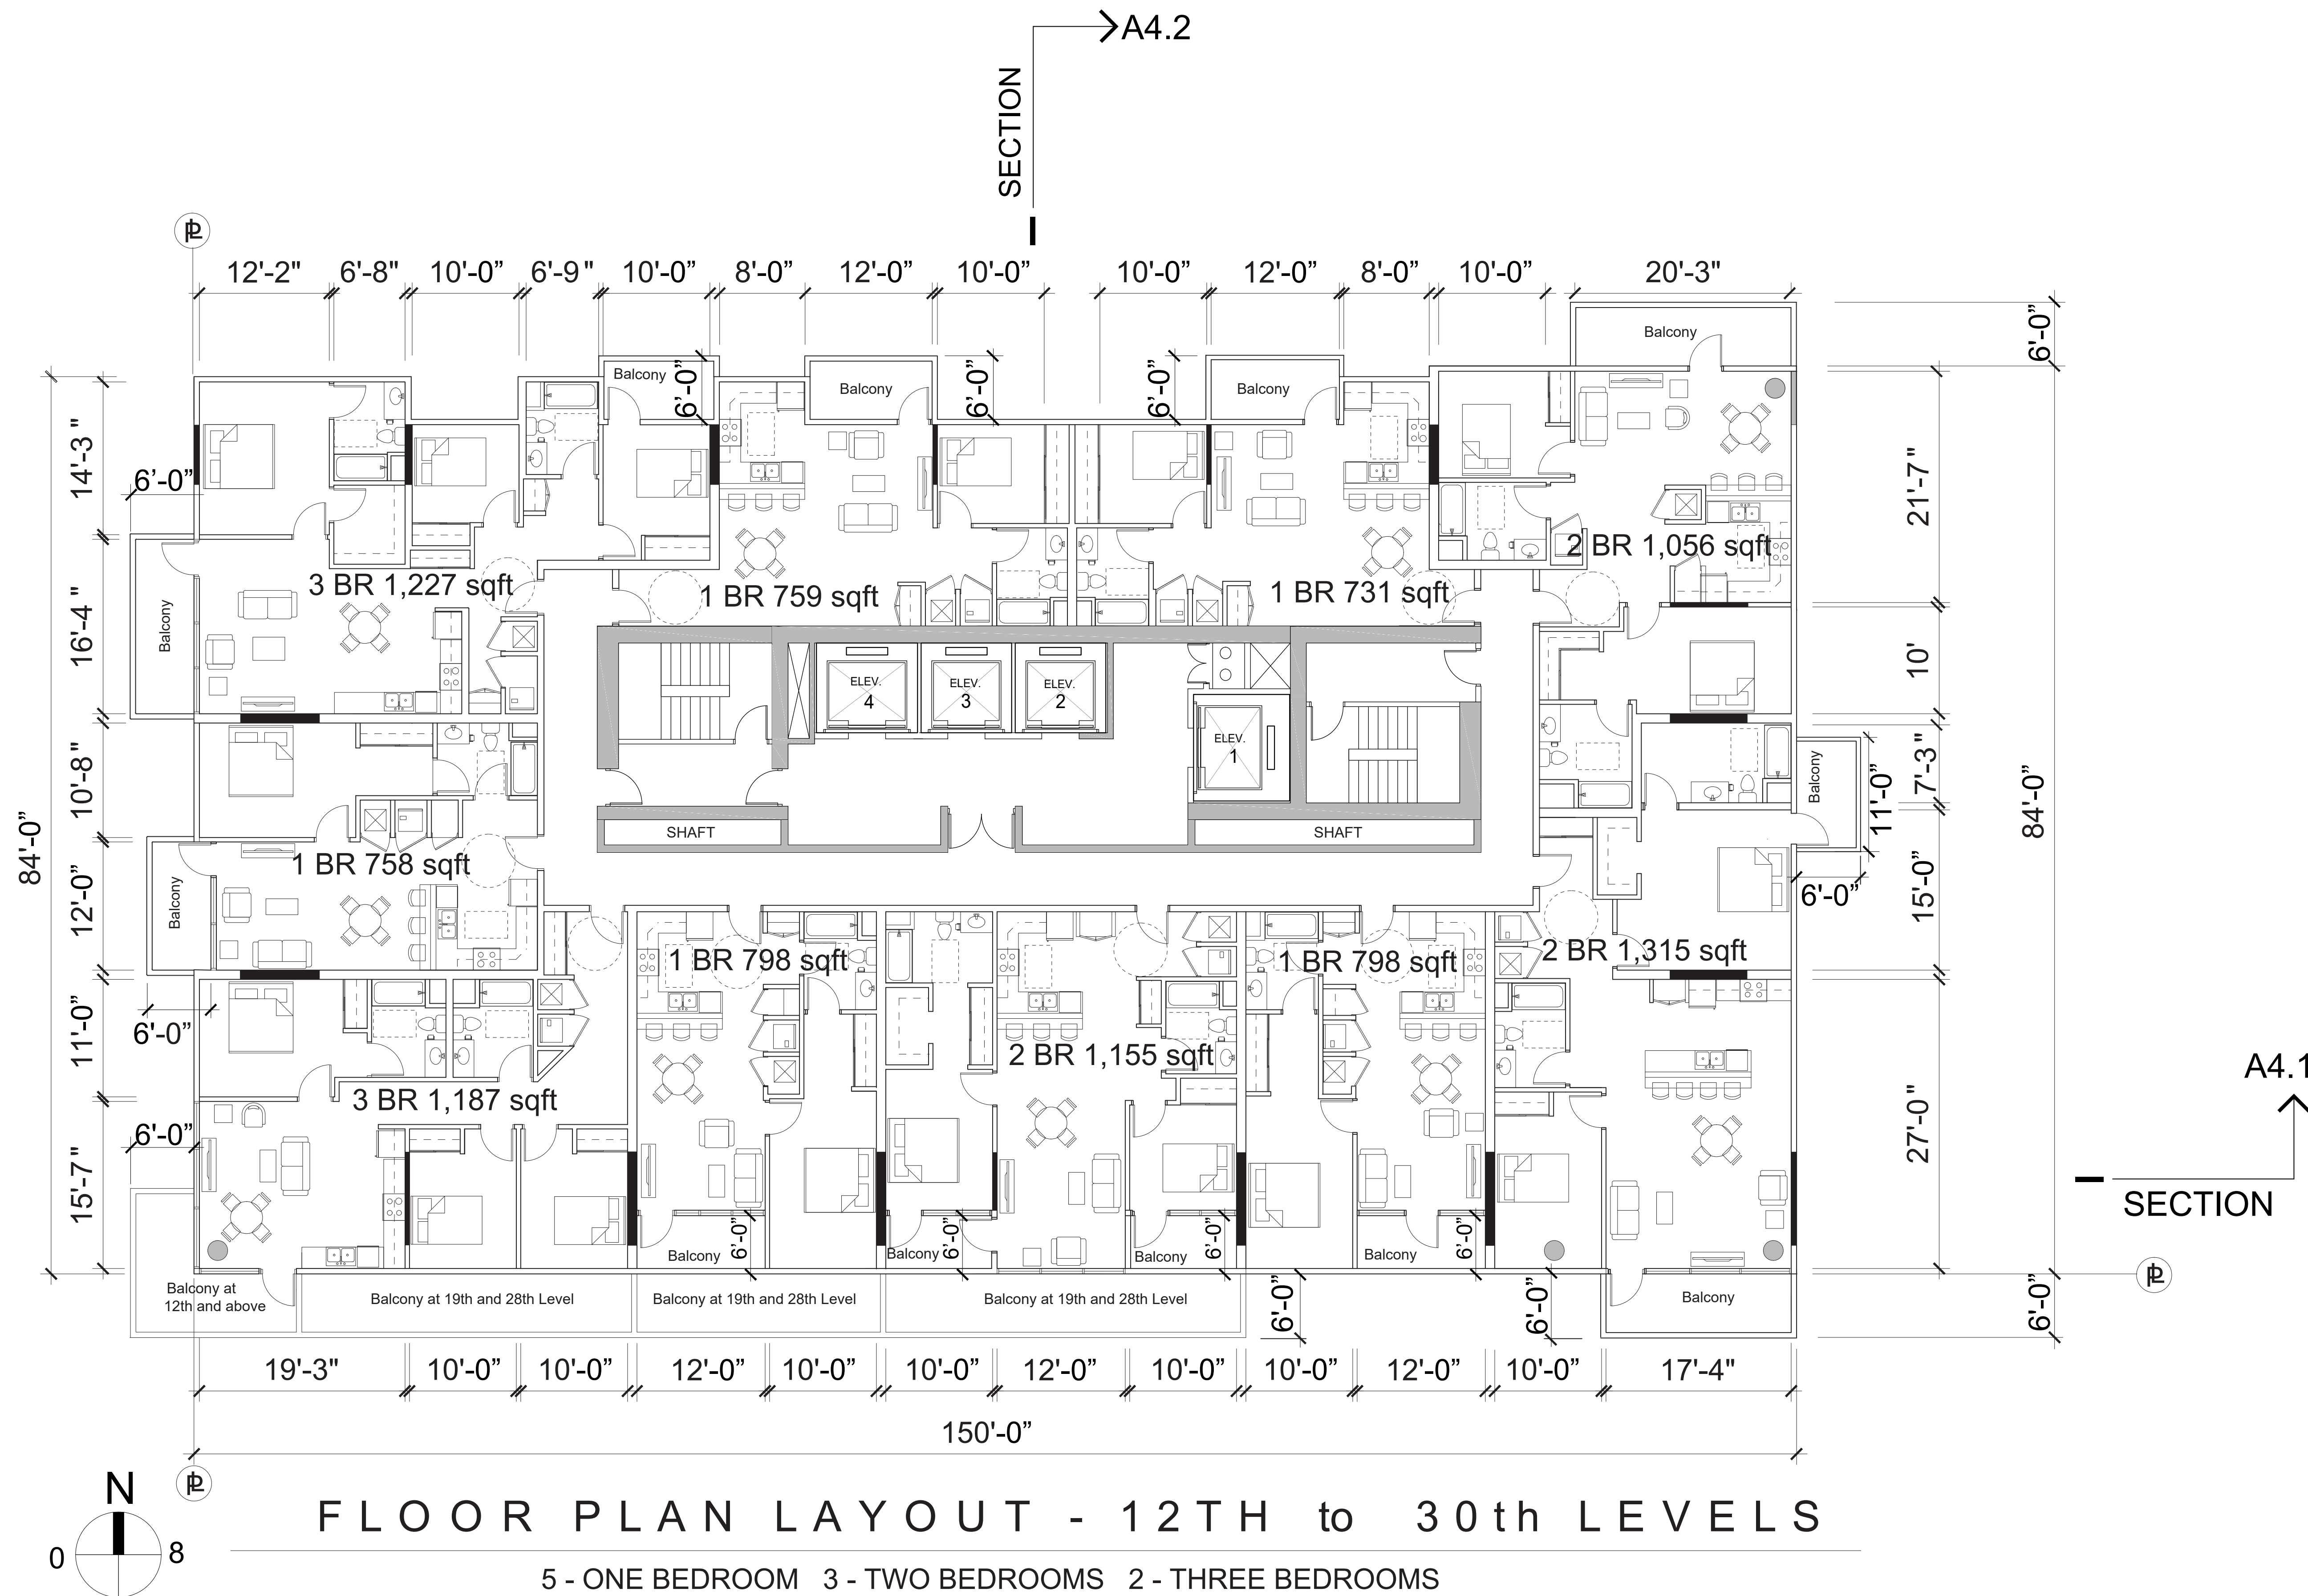 A4.2
SECTION
PL
12'-2" 6'-8" 10'-0” 6'-9" 10'-0” 8'-0” 12'-0” 10'-0” 10'-0” 12'-0” 8'-0” 10'-0” 20'-3"
6'-0”
Balcony
Balcony
6'-0”
Balcony
6'-0”
6'-0”
Balcony
14'-3 "
6'-0”
21'-7"
2 BR 1,056 sqft
3 BR 1,227 sqft
1 BR 759 sqft
1 BR 731 sqft
Balcony
16'-4 "
10'
ELEV.
4
ELEV.
3
ELEV.
2
ELEV.
1
10'-8"
7'-3"
Balcony
11'-0”
84'-0”
84'-0”
SHAFT
SHAFT
1 BR 758 sqft
Balcony
12'-0”
15'-0”
6'-0”
2 BR 1,315 sqft
1 BR 798 sqft
1 BR 798 sqft
6'-0”
11'-0”
2 BR 1,155 sqft
A4.1
3 BR 1,187 sqft
27'-0"
6'-0”
15'-7"
SECTION
Balcony
6'-0”
Balcony
6'-0”
Balcony
6'-0”
Balcony
6'-0”
PL
Balcony at
12th and above
Balcony at 19th and 28th Level
Balcony at 19th and 28th Level
Balcony at 19th and 28th Level
6'-0”
6'-0”
Balcony
6'-0”
19'-3" 10'-0” 10'-0” 12'-0” 10'-0” 10'-0” 12'-0” 10'-0” 10'-0” 12'-0” 10'-0” 17'-4"
150'-0”
PL
N
0 8
FLOOR PLAN LAYOUT - 12TH to 30th LEVELS
5 - ONE BEDROOM 3 - TWO BEDROOMS 2 - THREE BEDROOMS